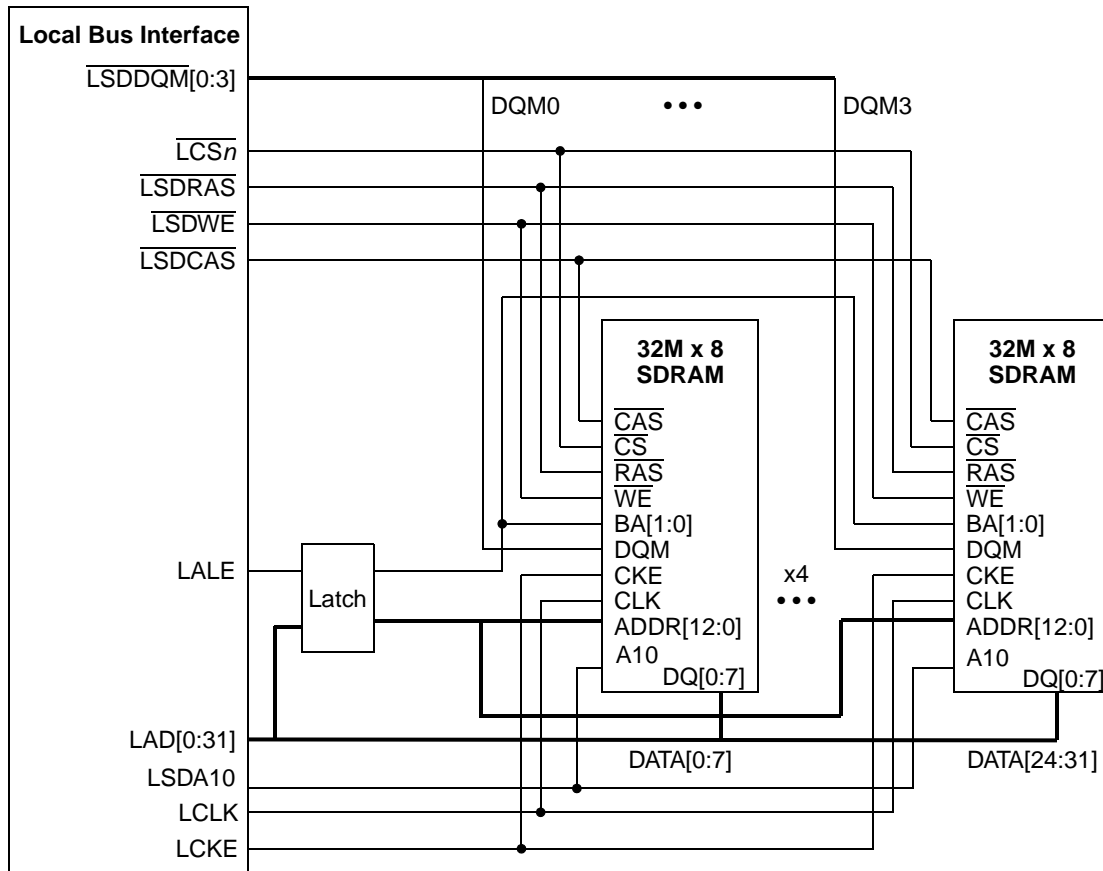 Local Bus Interface
LSDDQM[0:3]
DQM0
• • •
DQM3
LCSn
LSDRAS
LSDWE
LSDCAS
32M x 8
SDRAM
CAS
CS
RAS
WE
BA[1:0]
DQM
CKE
CLK
ADDR[12:0]
A10
DQ[0:7]
32M x 8
SDRAM
CAS
CS
RAS
WE
BA[1:0]
DQM
CKE
CLK
ADDR[12:0]
A10
DQ[0:7]
LALE
Latch
x4
• • •
LAD[0:31]
DATA[0:7]
DATA[24:31]
LSDA10
LCLK
LCKE